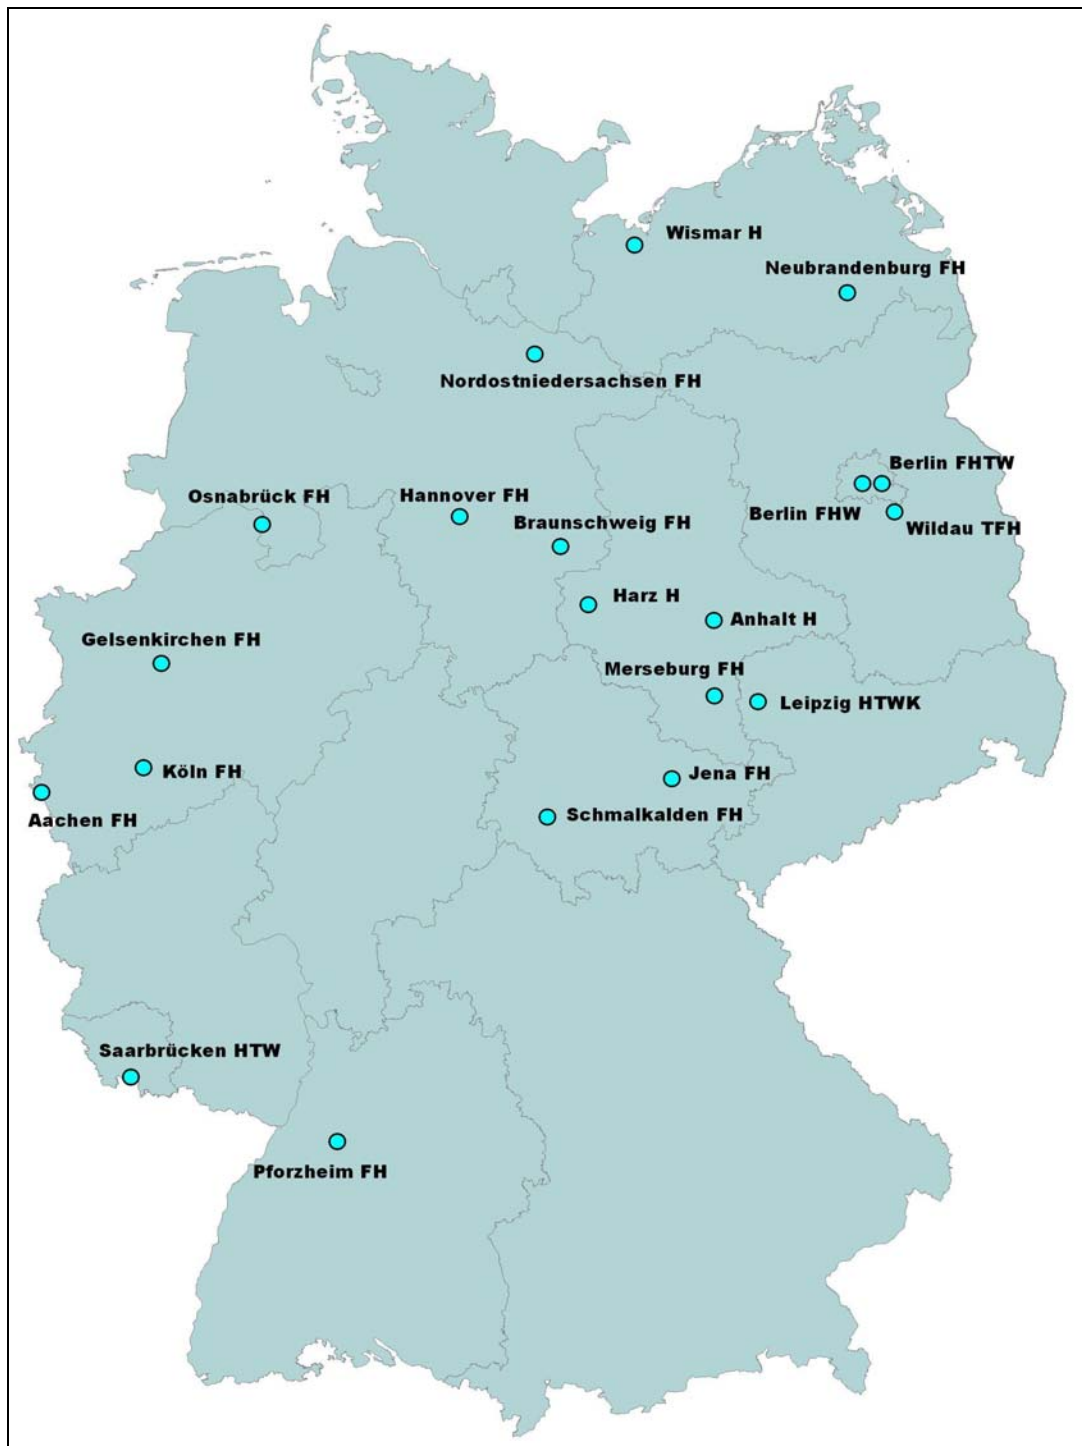 Wismar H
Neubrandenburg FH
Nordostniedersachsen FH
Berlin FHTW
Osnabrück FH
Hannover FH
Berlin FHW
Braunschweig FH
Wildau TFH
Harz H
Anhalt H
Gelsenkirchen FH
Merseburg FH
Leipzig HTWK
Köln FH
Jena FH
Aachen FH
Schmalkalden FH
Saarbrücken HTW
Pforzheim FH